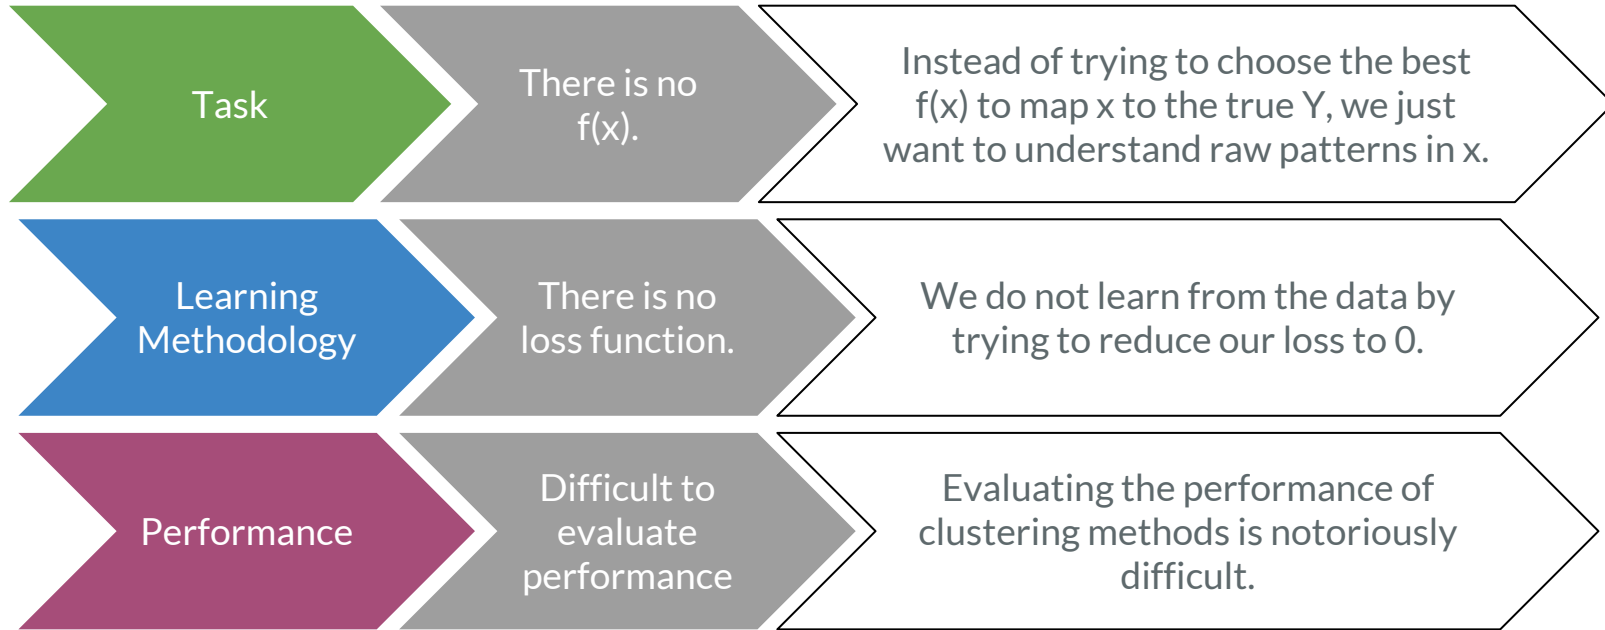 Task
There is no
f(x).
Instead of trying to choose the best
f(x) to map x to the true Y, we just
want to understand raw patterns in x.
Learning
Methodology
There is no
loss function.
We do not learn from the data by
trying to reduce our loss to 0.
Performance
Difficult to
evaluate
performance
Evaluating the performance of
clustering methods is notoriously
difficult.